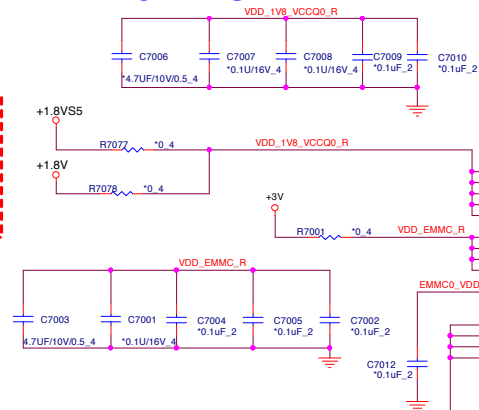 VDD_1V8_VCCQ0_R
C7006
*4.7UF/10V/0.5_4
C7007
*0.1U/16V_4
C7008
*0.1U/16V_4
C7009
*0.1uF_2
C7010
*0.1uF_2
+1.8VS5
R7077
*0_4
VDD_1V8_VCCQ0_R
+1.8V
R7078
*0_4
+3V
R7001
*0_4
VDD_EMMC_R
VDD_EMMC_R
EMMC0_VDD
C7003
4.7UF/10V/0.5_4
C7001
*0.1U/16V_4
C7004
*0.1uF_2
C7005
*0.1uF_2
C7002
*0.1uF_2
C7012
*0.1uF_2